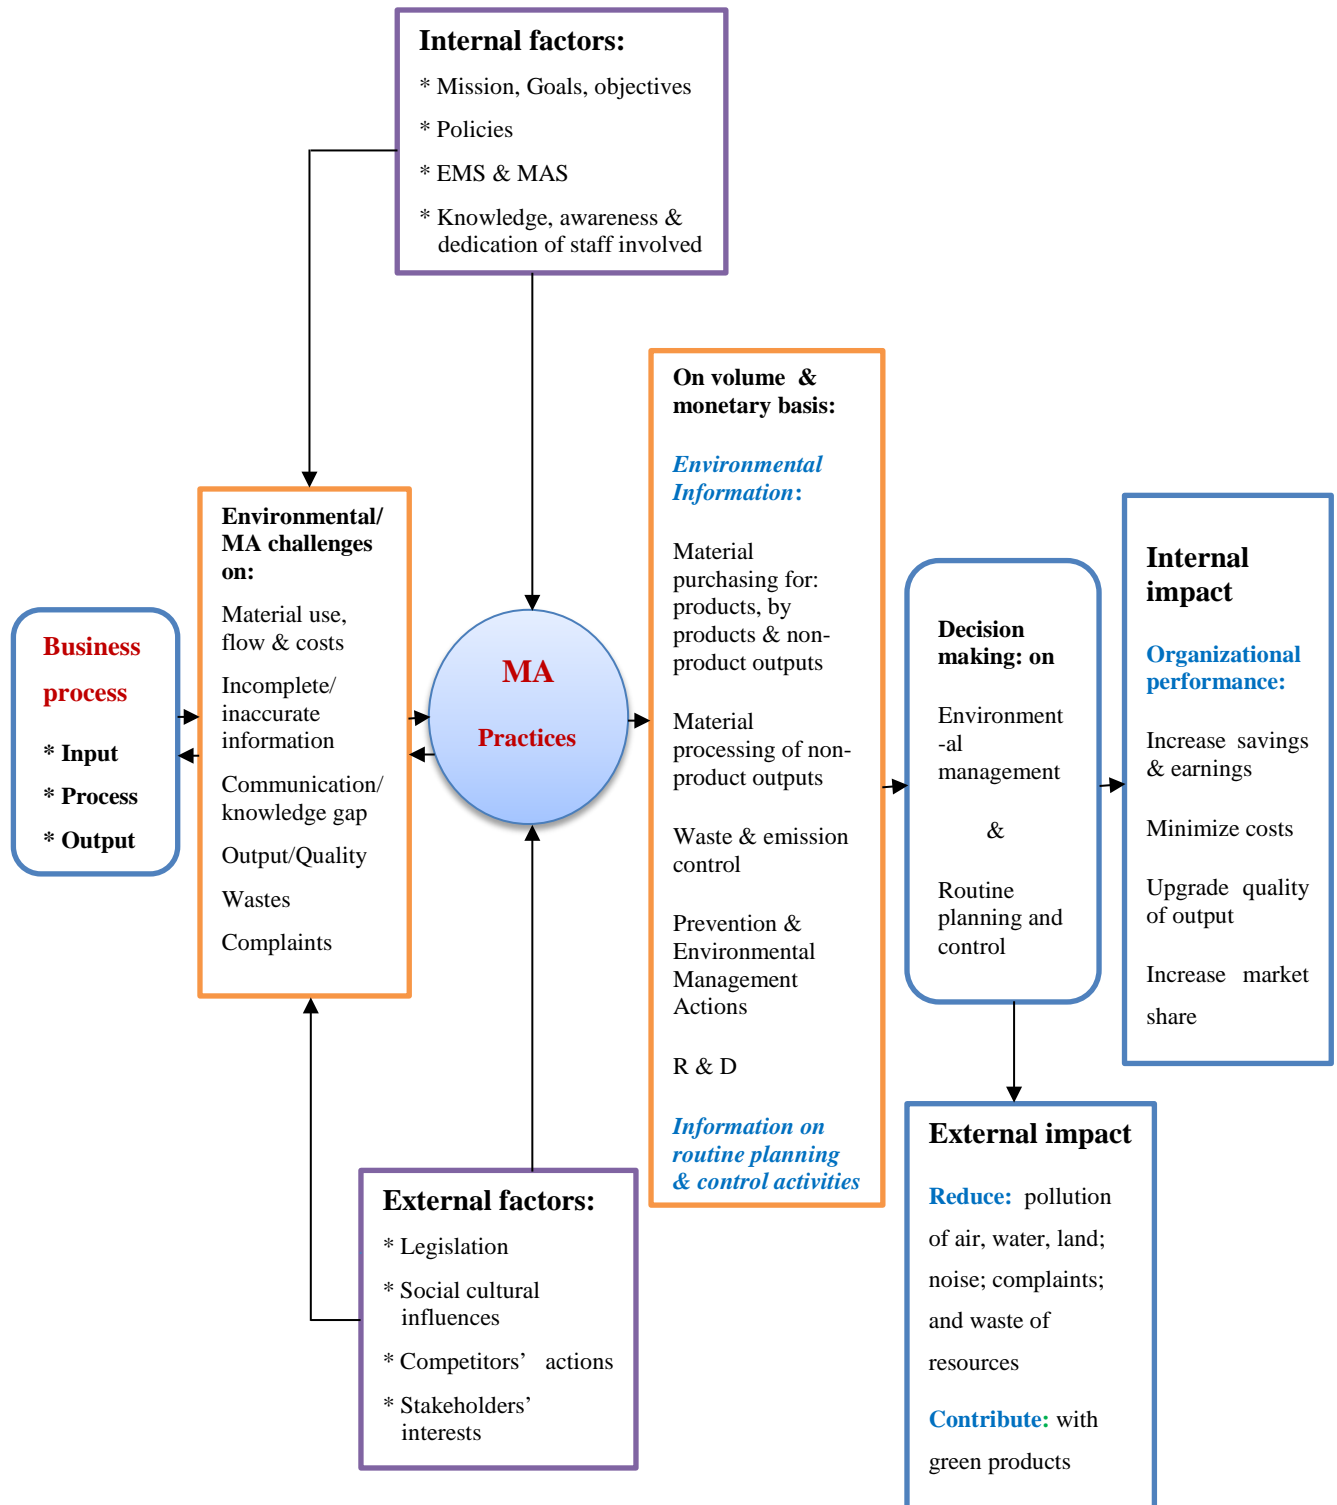 Internal factors:
* Mission, Goals, objectives
* Policies
* EMS & MAS
* Knowledge, awareness &
dedication of staff involved
Business
process
* Input
* Process
* Output
Environmental/
MA challenges
on:
Material use,
flow & costs
Incomplete/
inaccurate
information
Communication/
knowledge gap
Output/Quality
Wastes
Complaints
MA
Practices
External factors:
* Legislation
* Social cultural
influences
* Competitors’ actions
* Stakeholders’
interests
On volume &
monetary basis:
Environmental
Information:
Material
purchasing for:
products, by
products & non-
product outputs
Material
processing of non-
product outputs
Waste & emission
control
Prevention &
Environmental
Management
Actions
R & D
Information on
routine planning
& control activities
Decision
making: on
Environment
-al
management
&
Routine
planning and
control
Internal
impact
Organizational
performance:
Increase savings
& earnings
Minimize costs
Upgrade quality
of output
Increase market
share
External impact
Reduce: pollution
of air, water, land;
noise; complaints;
and waste of
resources
Contribute: with
green products